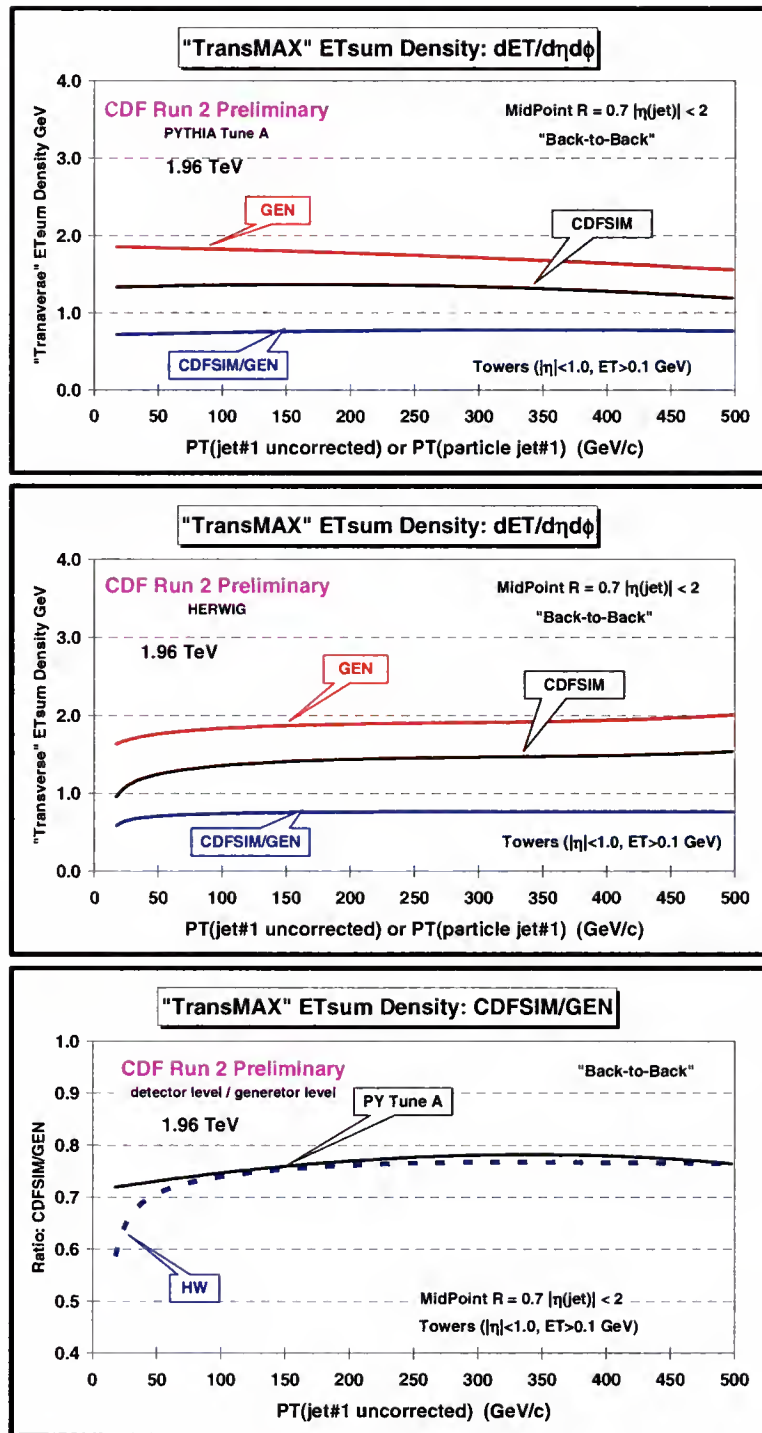 "TransMAX" ETsum Density: dET/dηdϕ
"Tranaverse" ETsum Density GeV
4.0
3.0
2.0
1.0
0.0
CDF Run 2 Preliminary
PYTHIA Tune A
1.96 TeV
MidPoint R = 0.7 |η(jet)| < 2
"Back-to-Back"
GEN
CDFSIM
CDFSIM/GEN
Towers (|η|<1.0, ET>0.1 GeV)
0 50 100 150 200 250 300 350 400 450 500
PT(jet#1 uncorrected) or PT(particle jet#1) (GeV/c)
"TransMAX" ETsum Density: dET/dηdϕ
"Transverse" ETsum Density GeV
4.0
3.0
2.0
1.0
0.0
CDF Run 2 Preliminary
HERWIG
1.96 TeV
MidPoint R = 0.7 |η(jet)| < 2
"Back-to-Back"
GEN
CDFSIM
CDFSIM/GEN
Towers (|η|<1.0, ET>0.1 GeV)
0 50 100 150 200 250 300 350 400 450 500
PT(jet#1 uncorrected) or PT(particle jet#1) (GeV/c)
"TransMAX" ETsum Density: CDFSIM/GEN
Ratio: CDFSIM/GEN
1.0
0.9
0.8
0.7
0.6
0.5
0.4
CDF Run 2 Preliminary
detector level / generetor level
1.96 TeV
"Back-to-Back"
PY Tune A
HW
MidPoint R = 0.7 |η(jet)| < 2
Towers (|η|<1.0, ET>0.1 GeV)
0 50 100 150 200 250 300 350 400 450 500
PT(jet#1 uncorrected) (GeV/c)